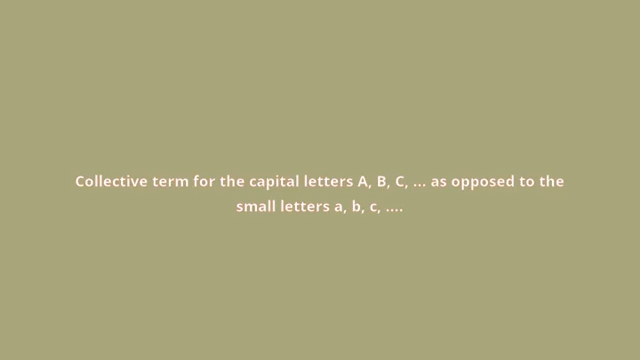 Collective term for the capital letters A, B, C, ... as opposed to the
small letters a, b, c, ....